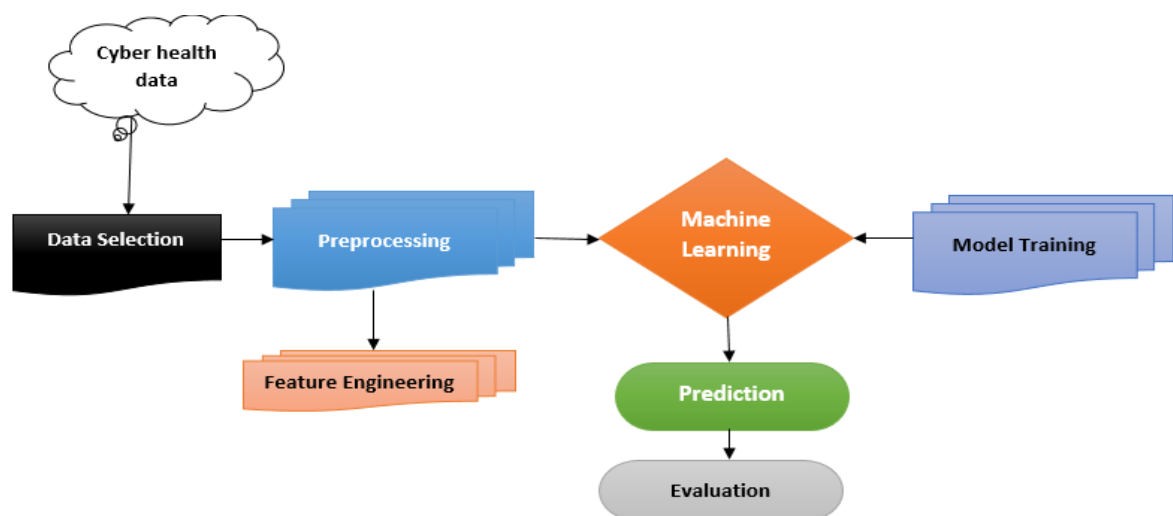 Cyber health
data
Data Selection
Preprocessing
Machine
Learning
Model Training
Feature Engineering
Prediction
Evaluation